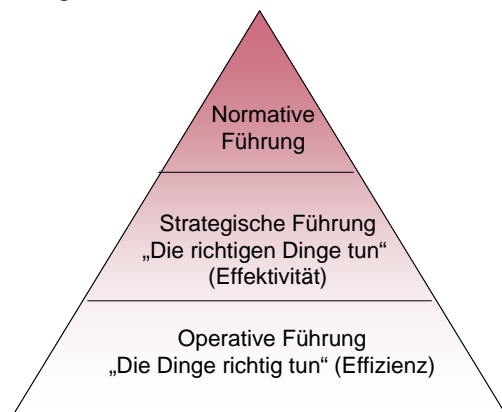 Normative
Führung
Strategische Führung
„Die richtigen Dinge tun“
(Effektivität)
Operative Führung
„Die Dinge richtig tun“ (Effizienz)